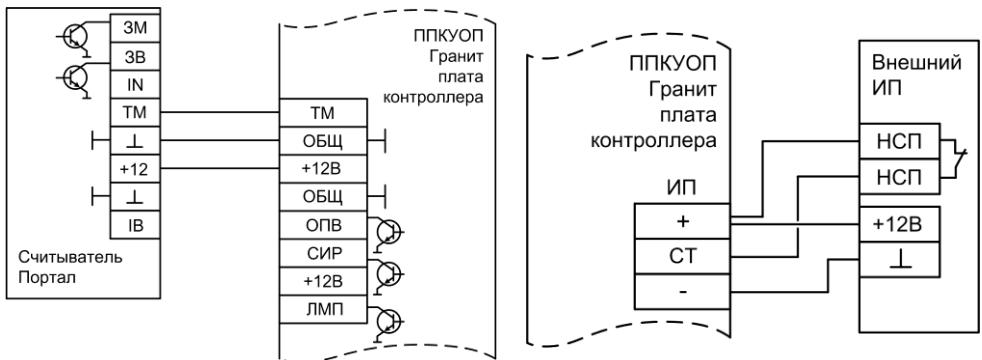 ЗМ
ЗВ
IN
ТМ
⊥
+12
⊥
IB
Считыватель
Портал
ППКУОП
Гранит
плата
контроллера
ТМ
ОБЩ
+12В
ОБЩ
ОПВ
СИР
+12В
ЛМП
ППКУОП
Гранит
плата
контроллера
ИП
+
СТ
-
Внешний
ИП
НСП
НСП
+12В
⊥